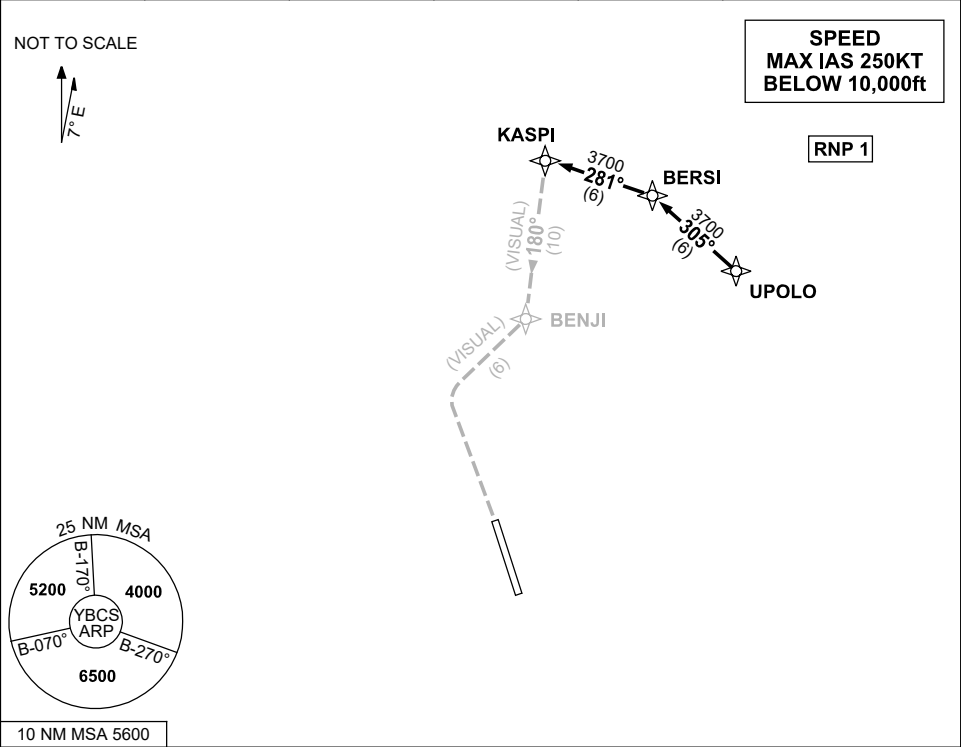 NOT TO SCALE
7° E
SPEED
MAX IAS 250KT
BELOW 10,000ft
RNP 1
KASPI
3700
281°
(6)
BERSI
3700
305°
(6)
UPOLO
(VISUAL)
180°
(10)
BENJI
(VISUAL)
(6)
25 NM MSA
B-170°
5200
4000
YBCS
ARP
B-070°
B-270°
6500
10 NM MSA 5600